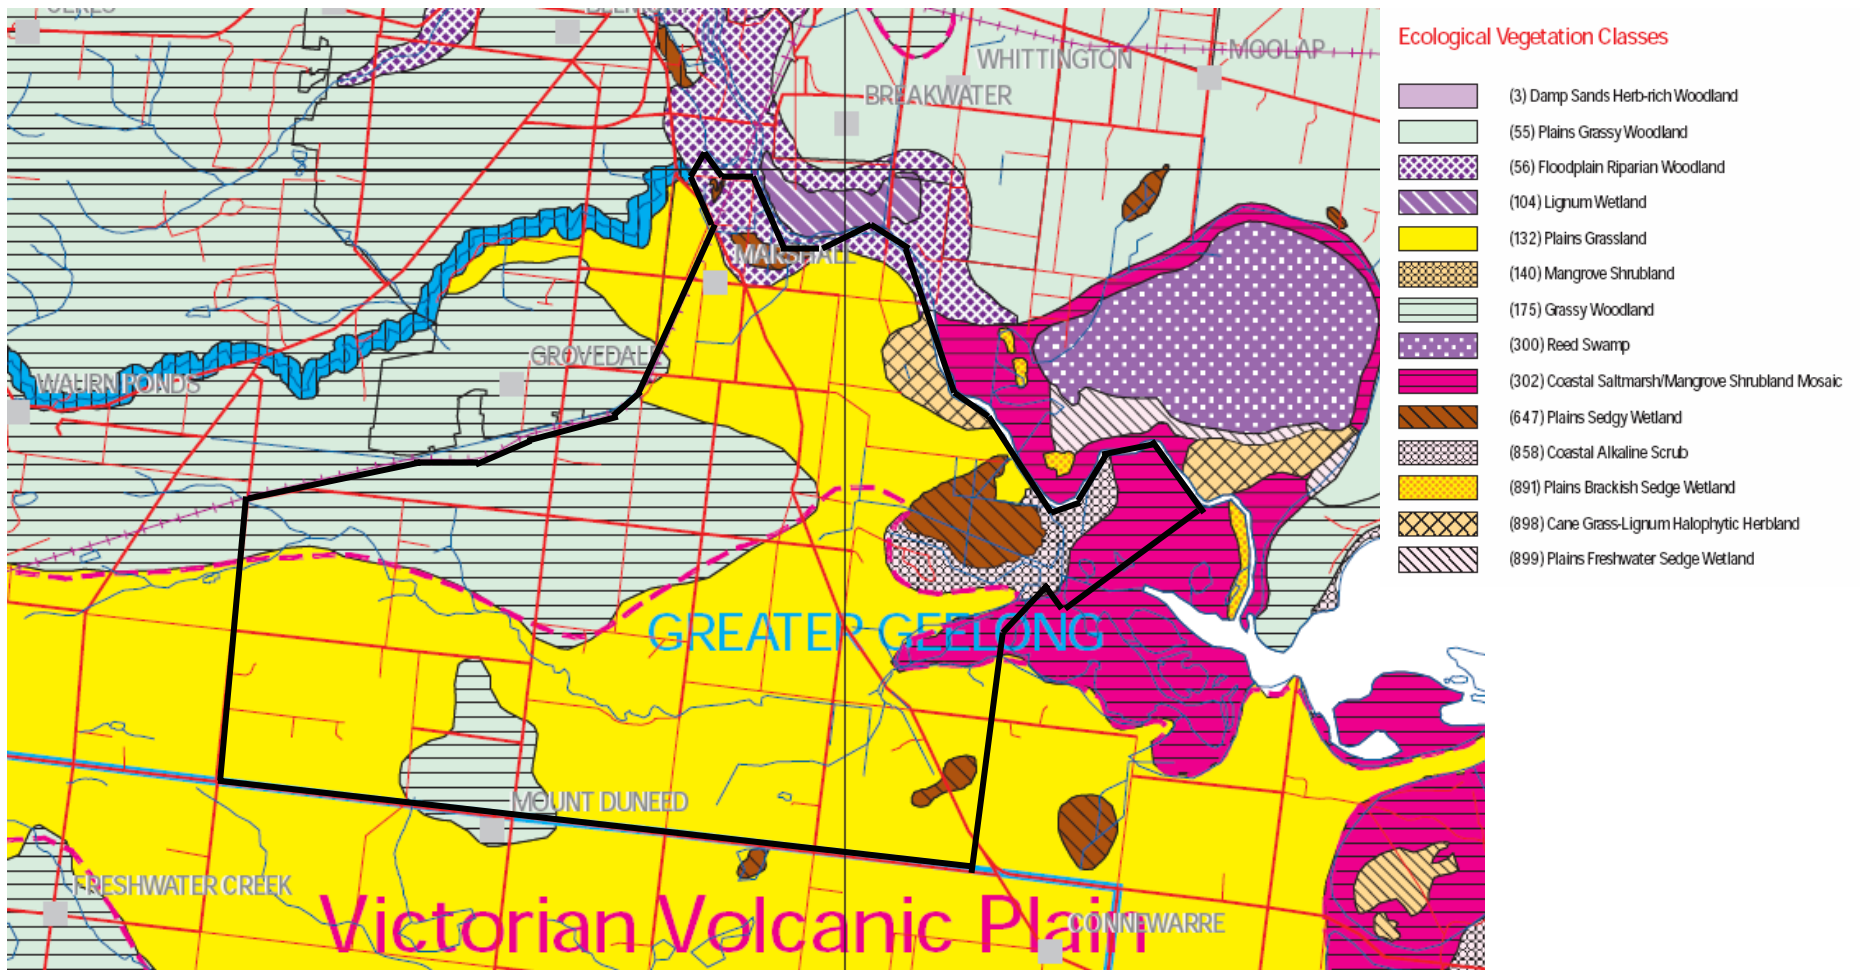 WHITTINGTON
MOOLAP
BREAKWATER
MARSHALL
GROVEDALE
WAURN PONDS
GREATER GEELONG
MOUNT DUNEED
FRESHWATER CREEK
Victorian Volcanic Plain
CONNEWARRE
Ecological Vegetation Classes
(3) Damp Sands Herb-rich Woodland
(55) Plains Grassy Woodland
(56) Floodplain Riparian Woodland
(104) Lignum Wetland
(132) Plains Grassland
(140) Mangrove Shrubland
(175) Grassy Woodland
(300) Reed Swamp
(302) Coastal Saltmarsh/Mangrove Shrubland Mosaic
(647) Plains Sedgy Wetland
(858) Coastal Alkaline Scrub
(891) Plains Brackish Sedge Wetland
(898) Cane Grass-Lignum Halophytic Herbland
(899) Plains Freshwater Sedge Wetland